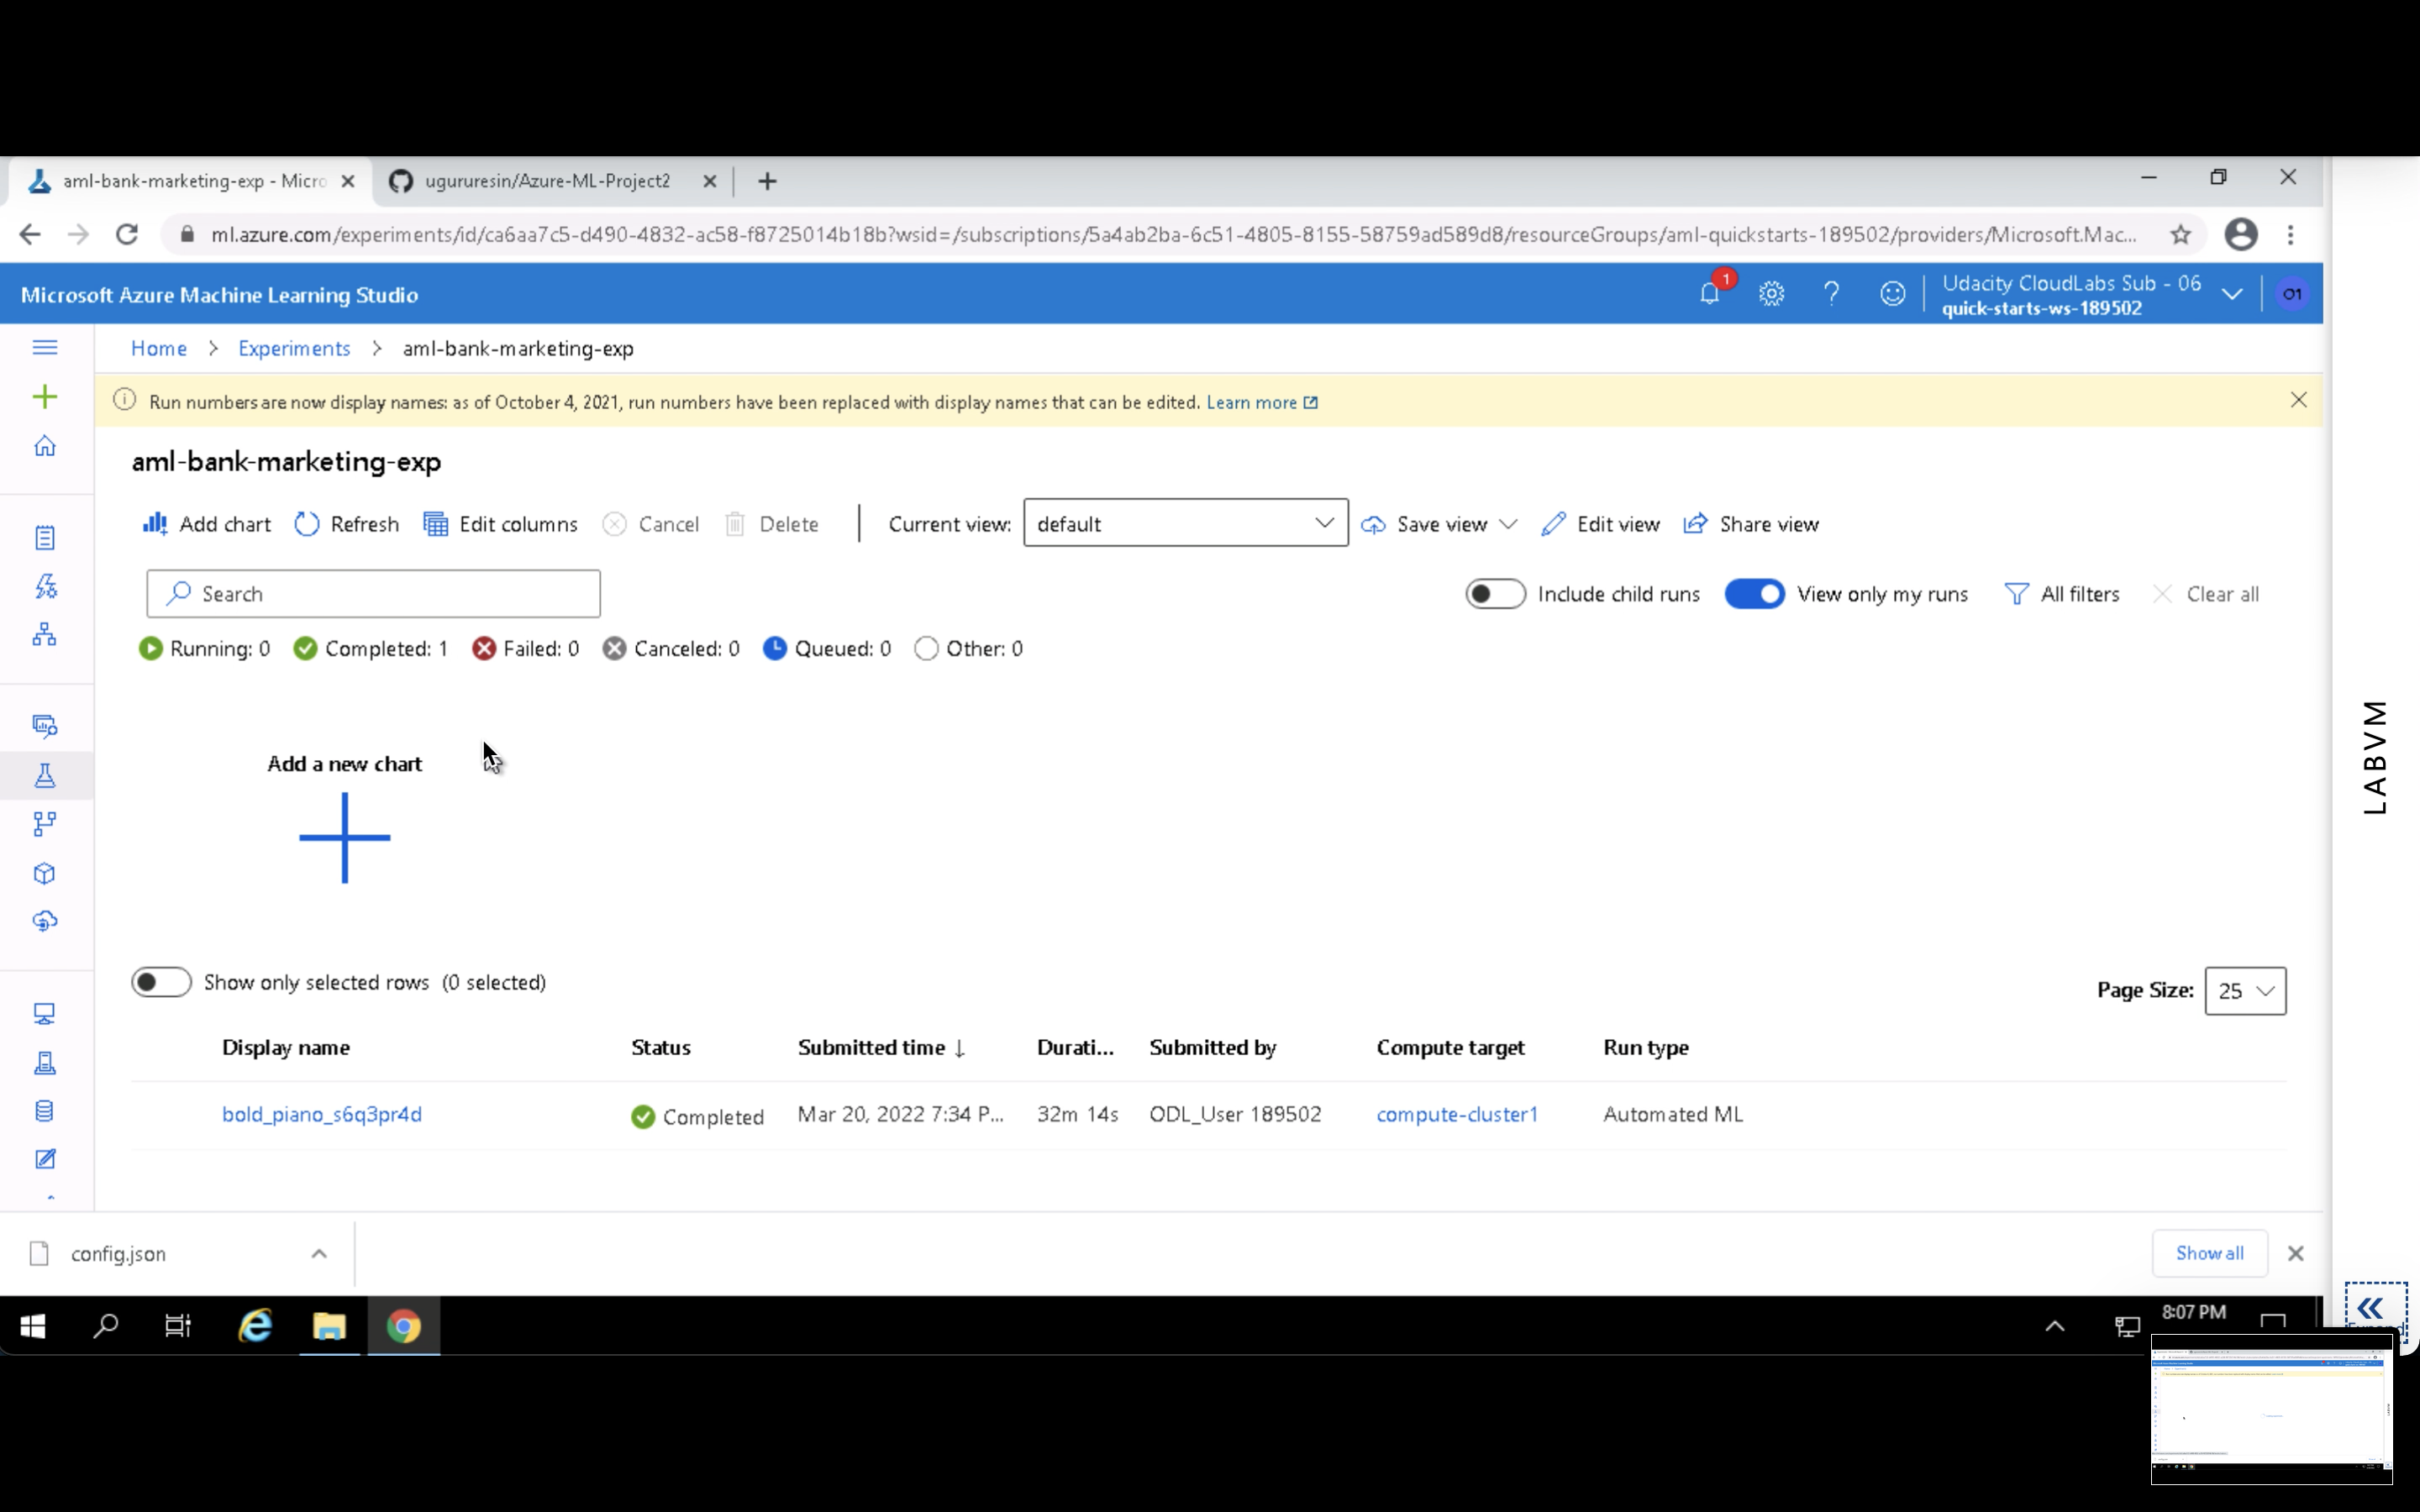 aml-bank-marketing-exp - Micro
ugururesin/Azure-ML-Project2
ml.azure.com/experiments/id/ca6aa7c5-d490-4832-ac58-f8725014b18b?wsid=/subscriptions/5a4ab2ba-6c51-4805-8155-58759ad589d8/resourceGroups/aml-quickstarts-189502/providers/Microsoft.Mac...
Microsoft Azure Machine Learning Studio
1
Udacity CloudLabs Sub - 06
quick-starts-ws-189502
O1
Home > Experiments > aml-bank-marketing-exp
Run numbers are now display names: as of October 4, 2021, run numbers have been replaced with display names that can be edited. Learn more
aml-bank-marketing-exp
Add chart Refresh Edit columns Cancel Delete Current view: default Save view Edit view Share view
Search
Include child runs View only my runs All filters Clear all
Running: 0 Completed: 1 Failed: 0 Canceled: 0 Queued: 0 Other: 0
Add a new chart
Show only selected rows (0 selected)
Page Size: 25
Display name Status Submitted time ↓ Durati... Submitted by Compute target Run type
bold_piano_s6q3pr4d Completed Mar 20, 2022 7:34 P... 32m 14s ODL_User 189502 compute-cluster1 Automated ML
config.json
Show all
8:07 PM
LABVM